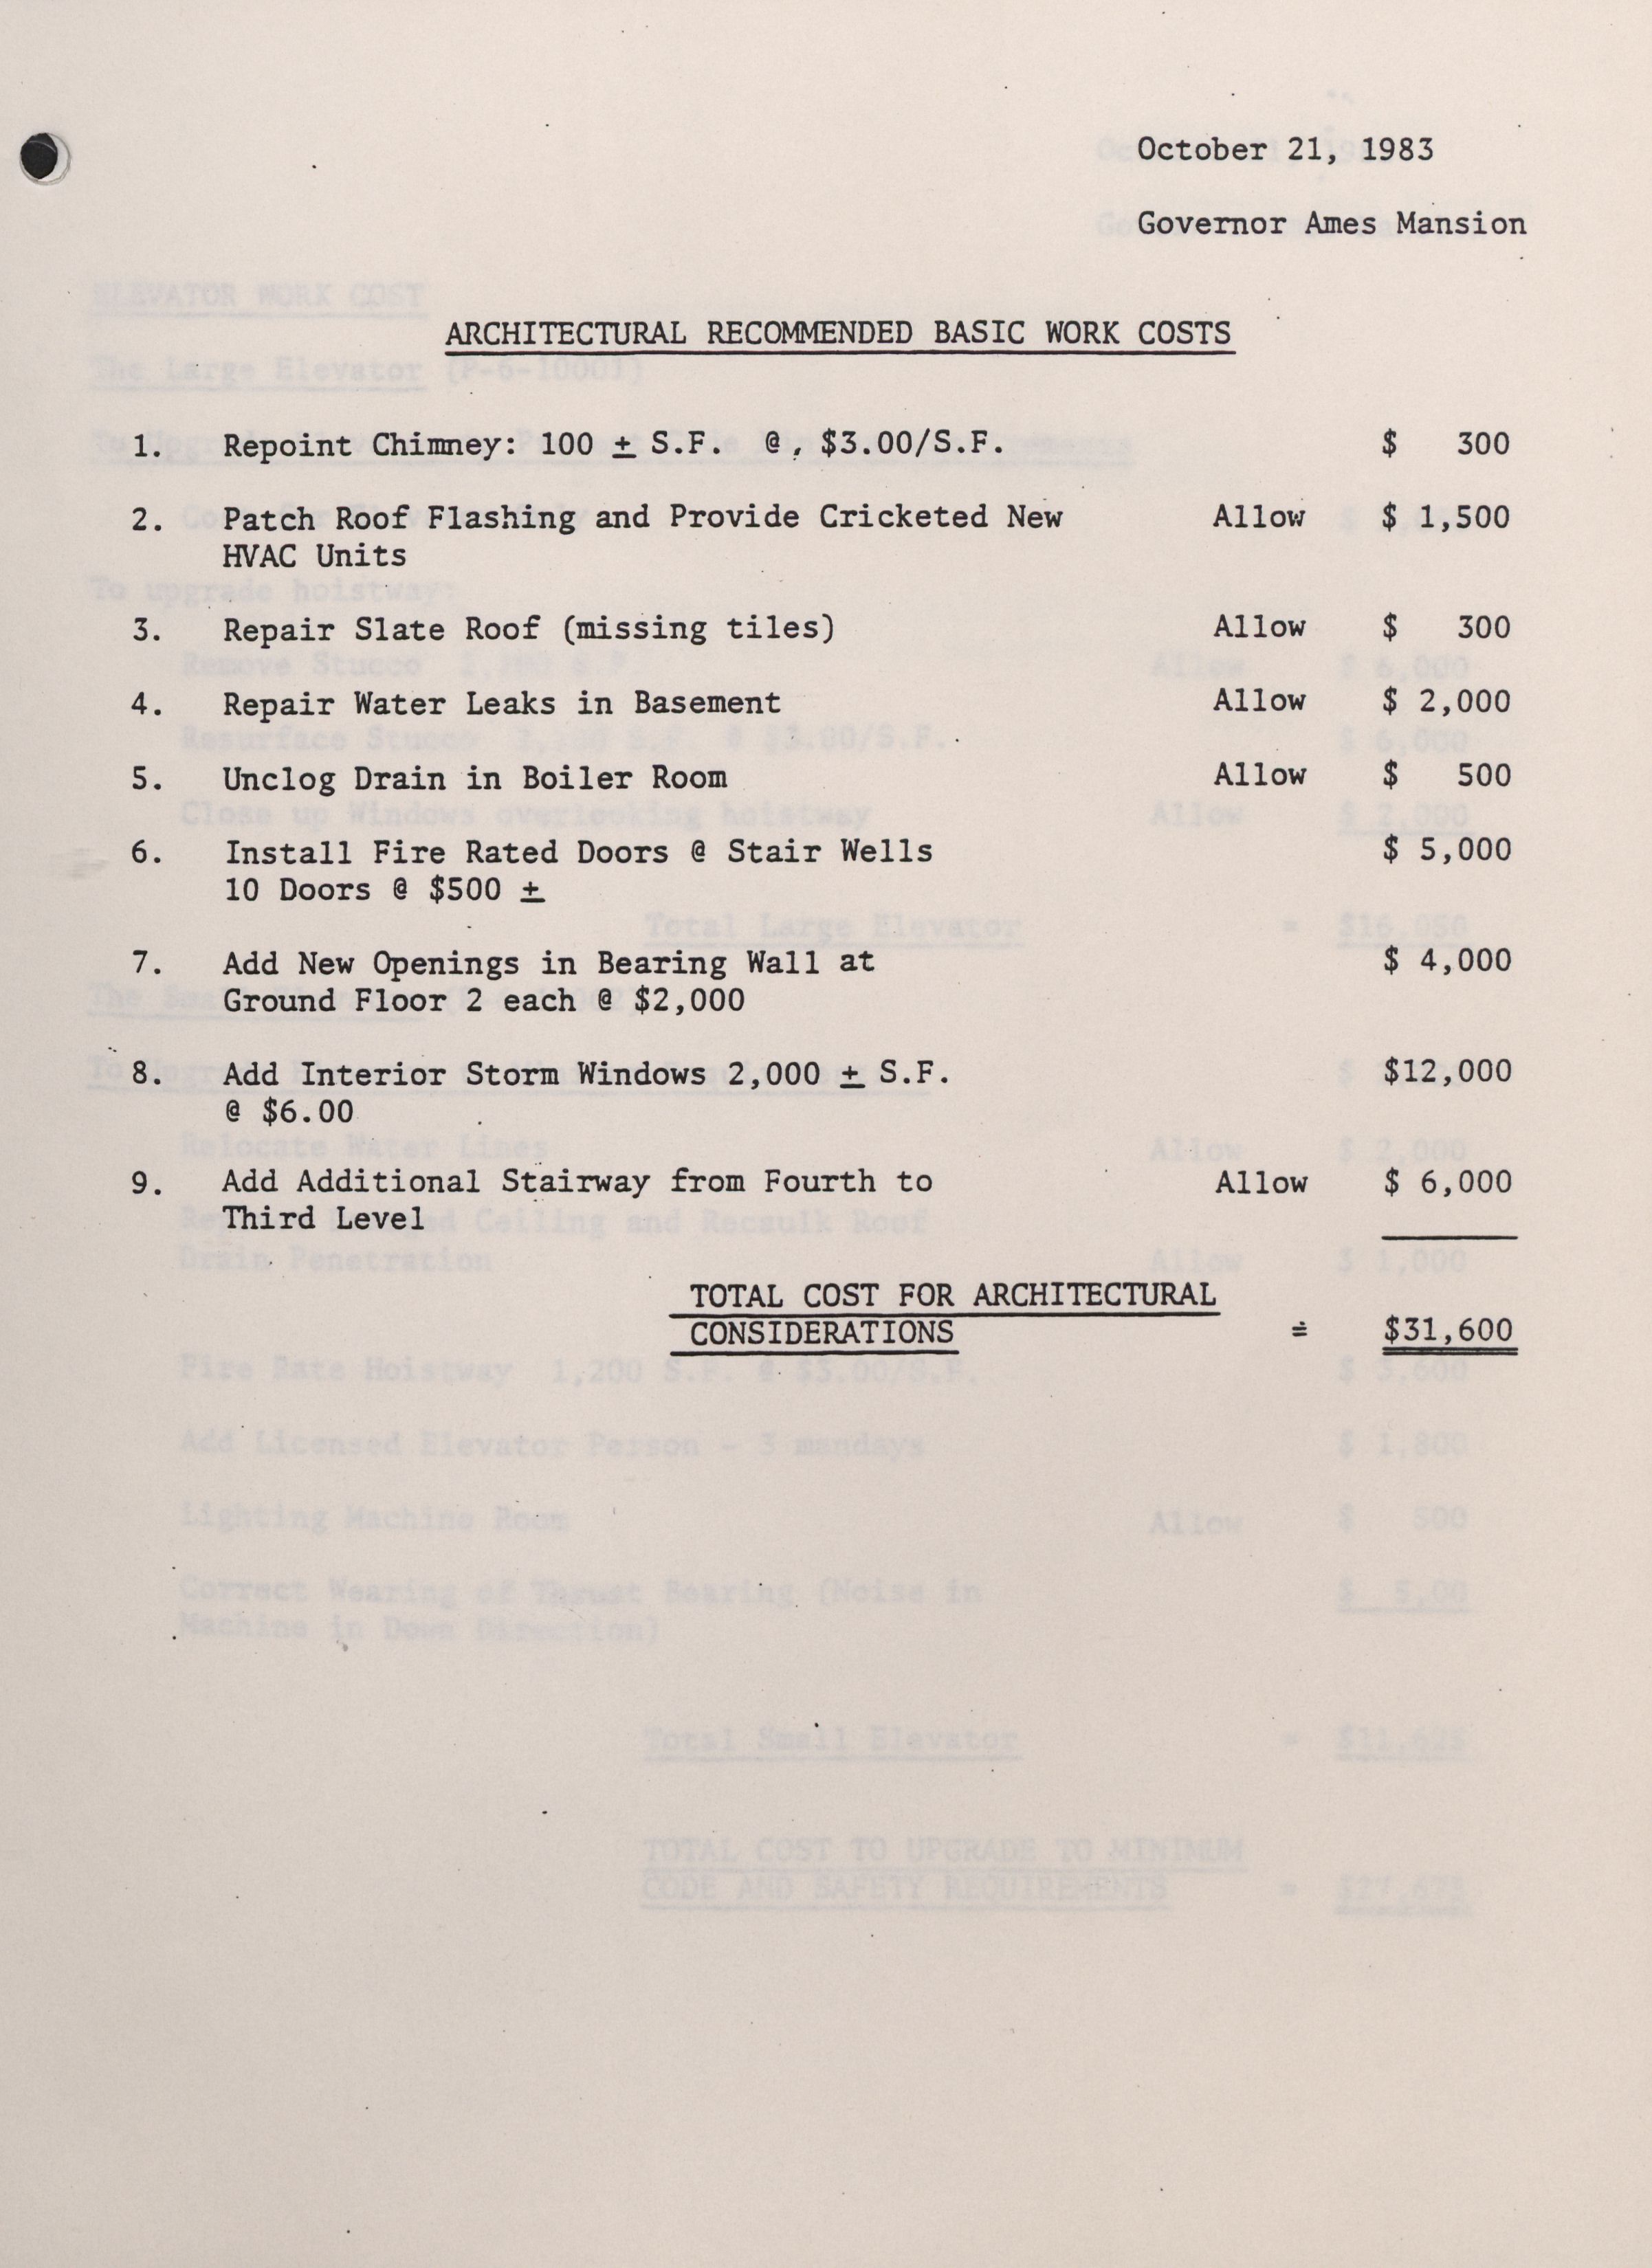 October 21, 1983
Governor Ames Mansion
ARCHITECTURAL RECOMMENDED BASIC WORK COSTS
1. Repoint Chimney: 100 ± S.F. @, $3.00/S.F. $ 300
2. Patch Roof Flashing and Provide Cricketed New Allow $ 1,500
HVAC Units
3. Repair Slate Roof (missing tiles) Allow $ 300
4. Repair Water Leaks in Basement Allow $ 2,000
5. Unclog Drain in Boiler Room Allow $ 500
6. Install Fire Rated Doors @ Stair Wells $ 5,000
10 Doors @ $500 ±
7. Add New Openings in Bearing Wall at $ 4,000
Ground Floor 2 each @ $2,000
8. Add Interior Storm Windows 2,000 ± S.F. $12,000
@ $6.00
9. Add Additional Stairway from Fourth to Allow $ 6,000
Third Level
TOTAL COST FOR ARCHITECTURAL
CONSIDERATIONS = $31,600